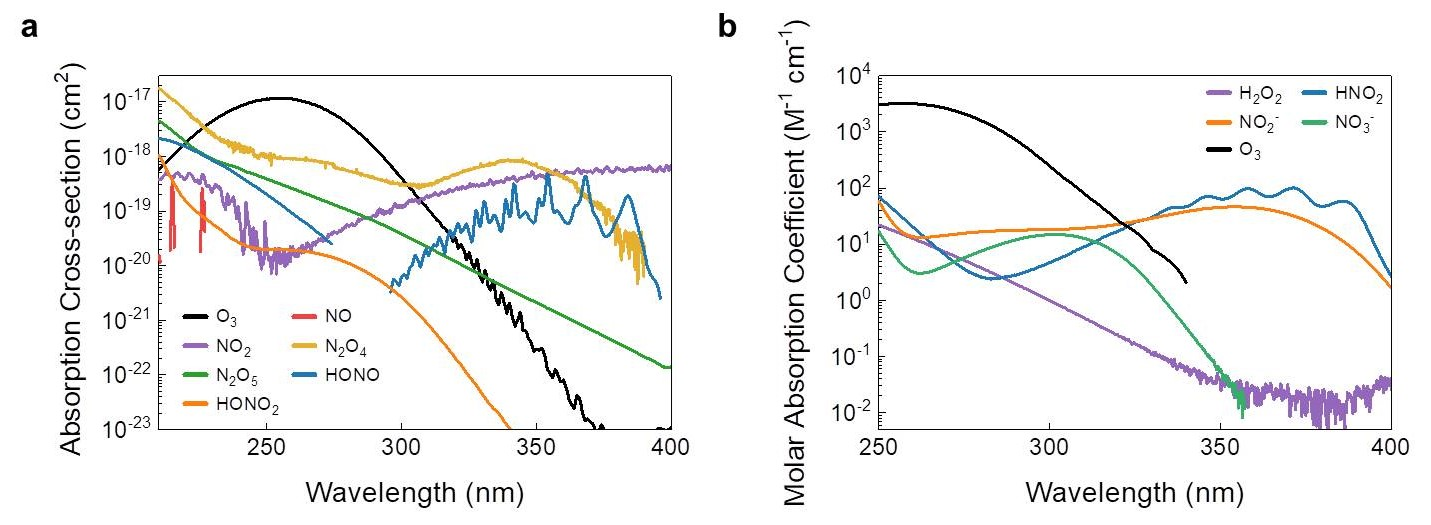 a
Absorption Cross-section (cm²)
10⁻¹⁷
10⁻¹⁸
10⁻¹⁹
10⁻²⁰
10⁻²¹
10⁻²²
10⁻²³
O₃
NO
NO₂
N₂O₄
N₂O₅
HONO
HONO₂
250
300
350
400
Wavelength (nm)
b
Molar Absorption Coefficient (M⁻¹ cm⁻¹)
10⁴
10³
10²
10¹
10⁰
10⁻¹
10⁻²
H₂O₂
HNO₂
NO₂⁻
NO₃⁻
O₃
250
300
350
400
Wavelength (nm)